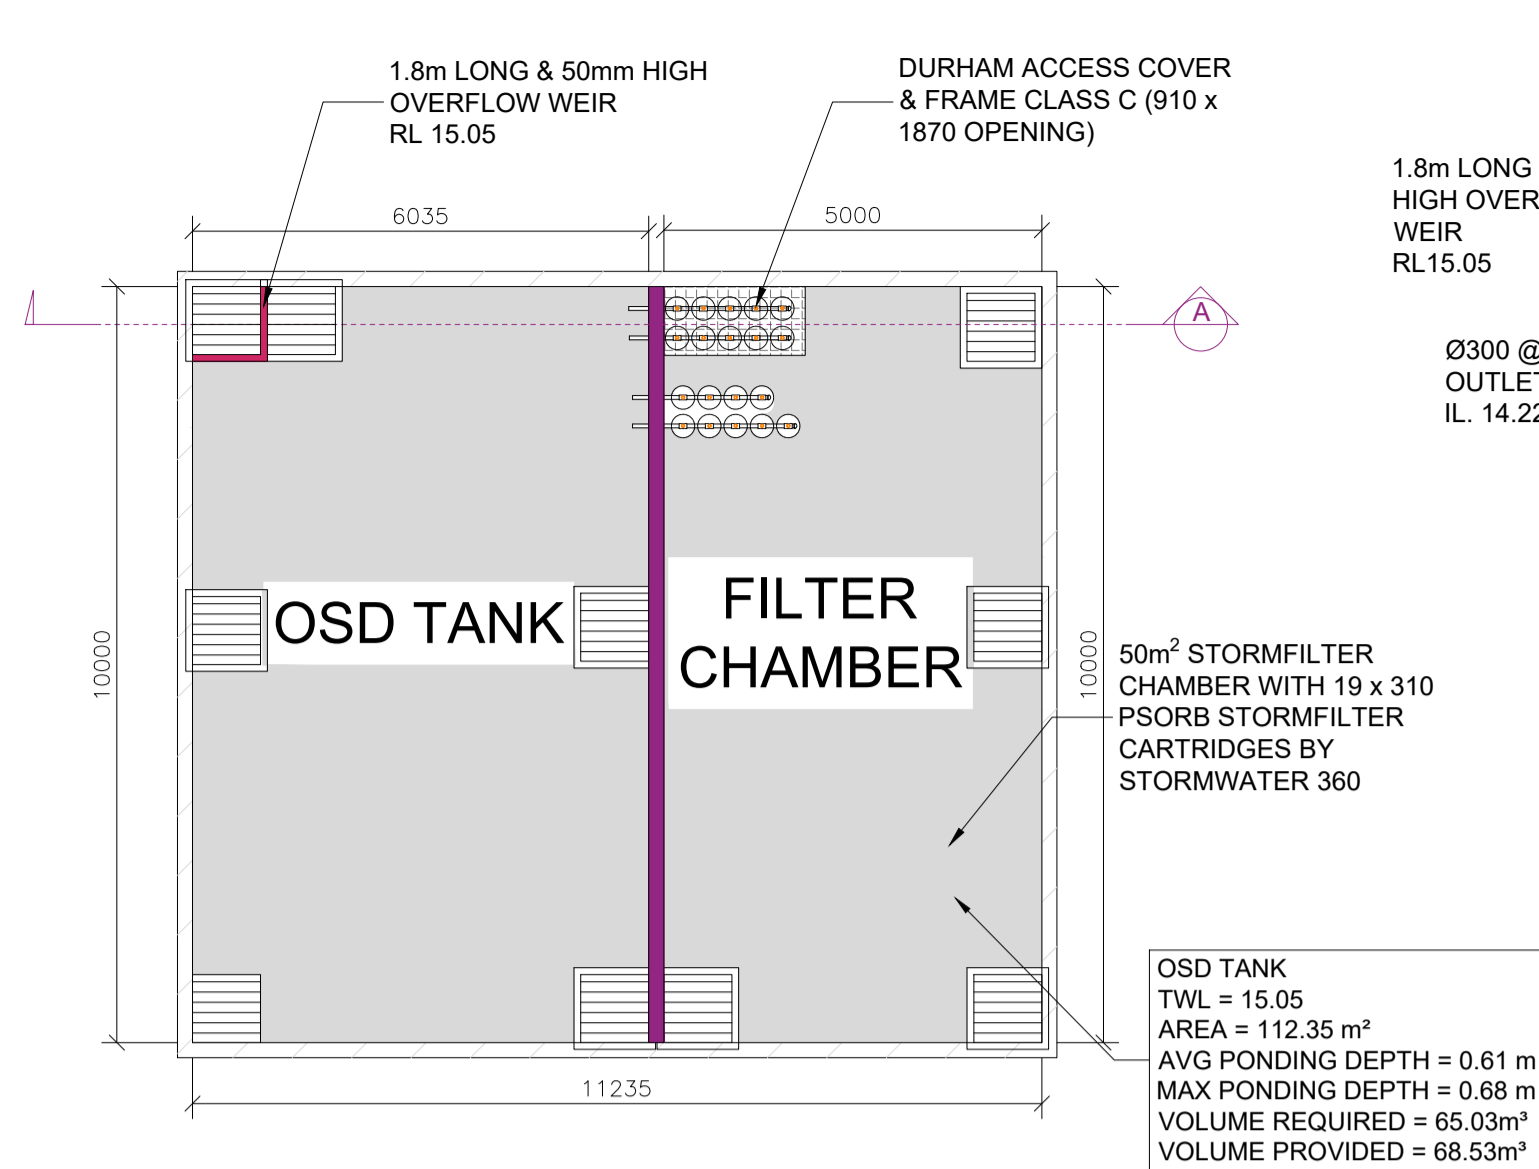 1.8m LONG & 50mm HIGH
OVERFLOW WEIR
RL 15.05
DURHAM ACCESS COVER
& FRAME CLASS C (910 x
1870 OPENING)
1.8m LONG
HIGH OVER
WEIR
RL15.05
6035
5000
A
Ø300 @
OUTLET
IL. 14.22
OSD TANK
FILTER
CHAMBER
10000
10000
50m² STORMFILTER
CHAMBER WITH 19 x 310
PSORB STORMFILTER
CARTRIDGES BY
STORMWATER 360
OSD TANK
TWL = 15.05
AREA = 112.35 m²
AVG PONDING DEPTH = 0.61 m
MAX PONDING DEPTH = 0.68 m
VOLUME REQUIRED = 65.03m³
VOLUME PROVIDED = 68.53m³
11235